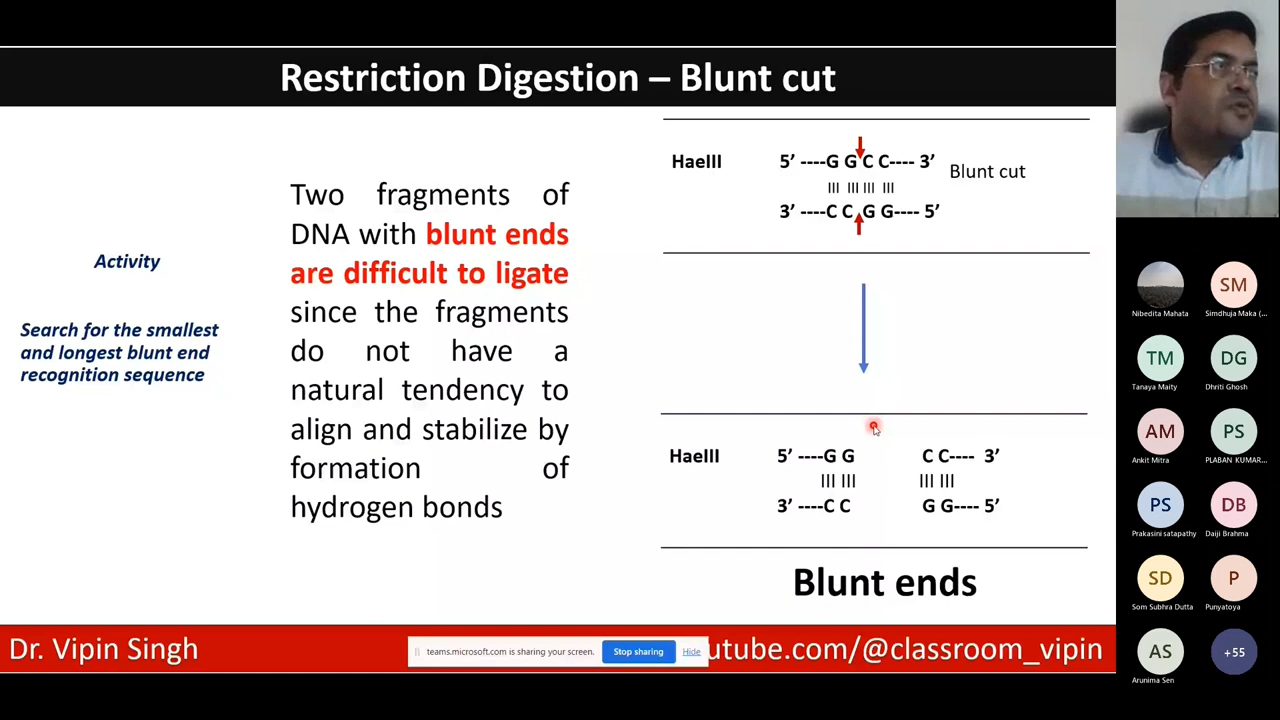 Restriction Digestion – Blunt cut
Activity
Search for the smallest
and longest blunt end
recognition sequence
Two fragments of
DNA with blunt ends
are difficult to ligate
since the fragments
do not have a
natural tendency to
align and stabilize by
formation of
hydrogen bonds
HaeIII 5’ ----G G C C---- 3’
Blunt cut
3’ ----C C G G---- 5’
HaeIII 5’ ----G G C C---- 3’
3’ ----C C G G---- 5’
Blunt ends
Dr. Vipin Singh
teams.microsoft.com is sharing your screen. Stop sharing Hide
utube.com/@classroom_vipin
Nibedita Mahata
SM
Simdhuja Maka (...
TM
Tanaya Maity
DG
Dhriti Ghosh
AM
Ankit Mitra
PS
PLABAN KUMAR...
PS
Prakasini satapathy
DB
Daiji Brahma
SD
Som Subhra Dutta
P
Punyatoya
AS
Arunima Sen
+55